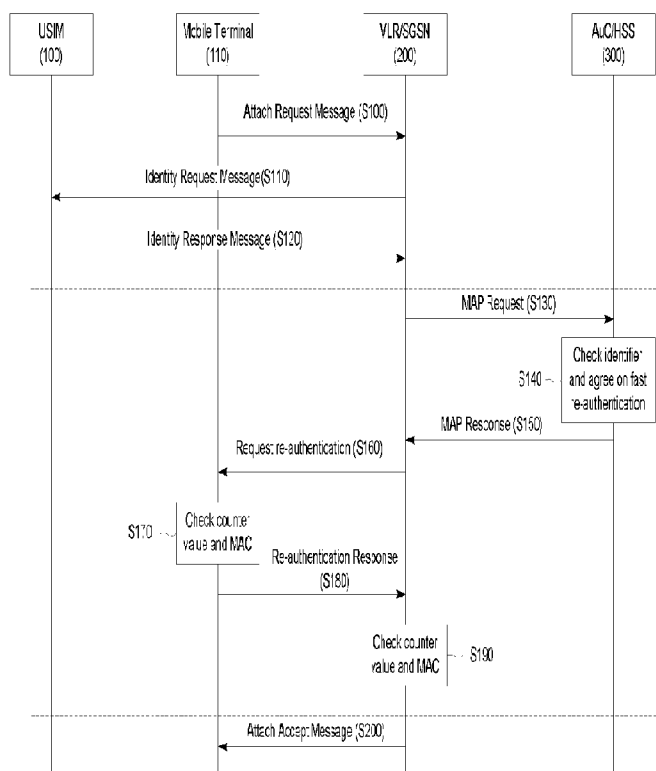 USIM
(100)
Mobile Terminal
(110)
VLR/SGSN
(200)
AuC/HSS
(300)
Attach Request Message (S100)
Identity Request Message(S110)
Identity Response Message (S120)
MAP Request (S130)
Check identifier
and agree on fast
re-authentication
S140
MAP Response (S150)
Request re-authentication (S160)
S170
Check counter
value and MAC
Re-authentication Response
(S180)
Check counter
value and MAC
S190
Attach Accept Message (S200)